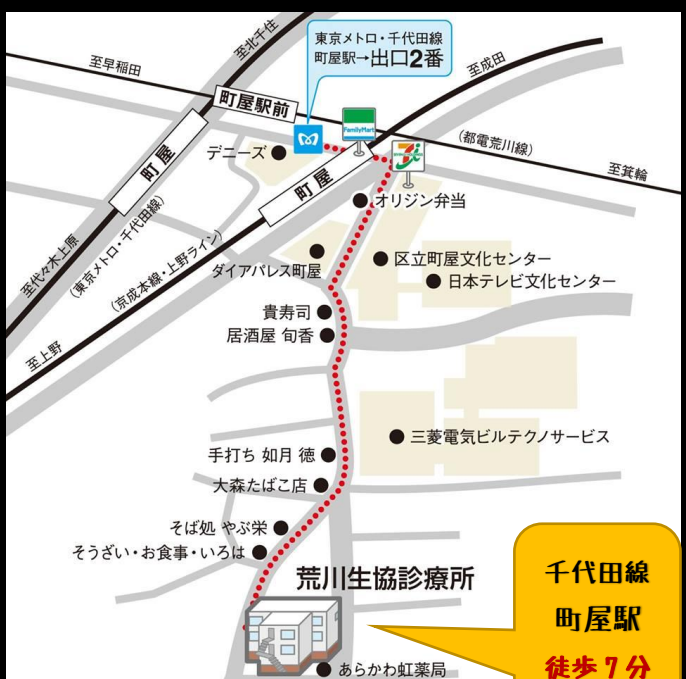 至北千住
東京メトロ・千代田線
町屋駅→出口2番
至早稲田
至成田
町屋駅前
FamilyMart
デニーズ
(都電荒川線)
町屋
町屋
至箕輪
オリジン弁当
至代々木上原
(東京メトロ・千代田線)
(京成本線・上野ライン)
ダイアパレス町屋
区立町屋文化センター
日本テレビ文化センター
貴寿司
居酒屋 旬香
至上野
三菱電気ビルテクノサービス
手打ち 如月 徳
大森たばこ店
そば処 やぶ栄
そうざい・お食事・いろは
荒川生協診療所
千代田線
町屋駅
徒歩7分
あらかわ虹薬局